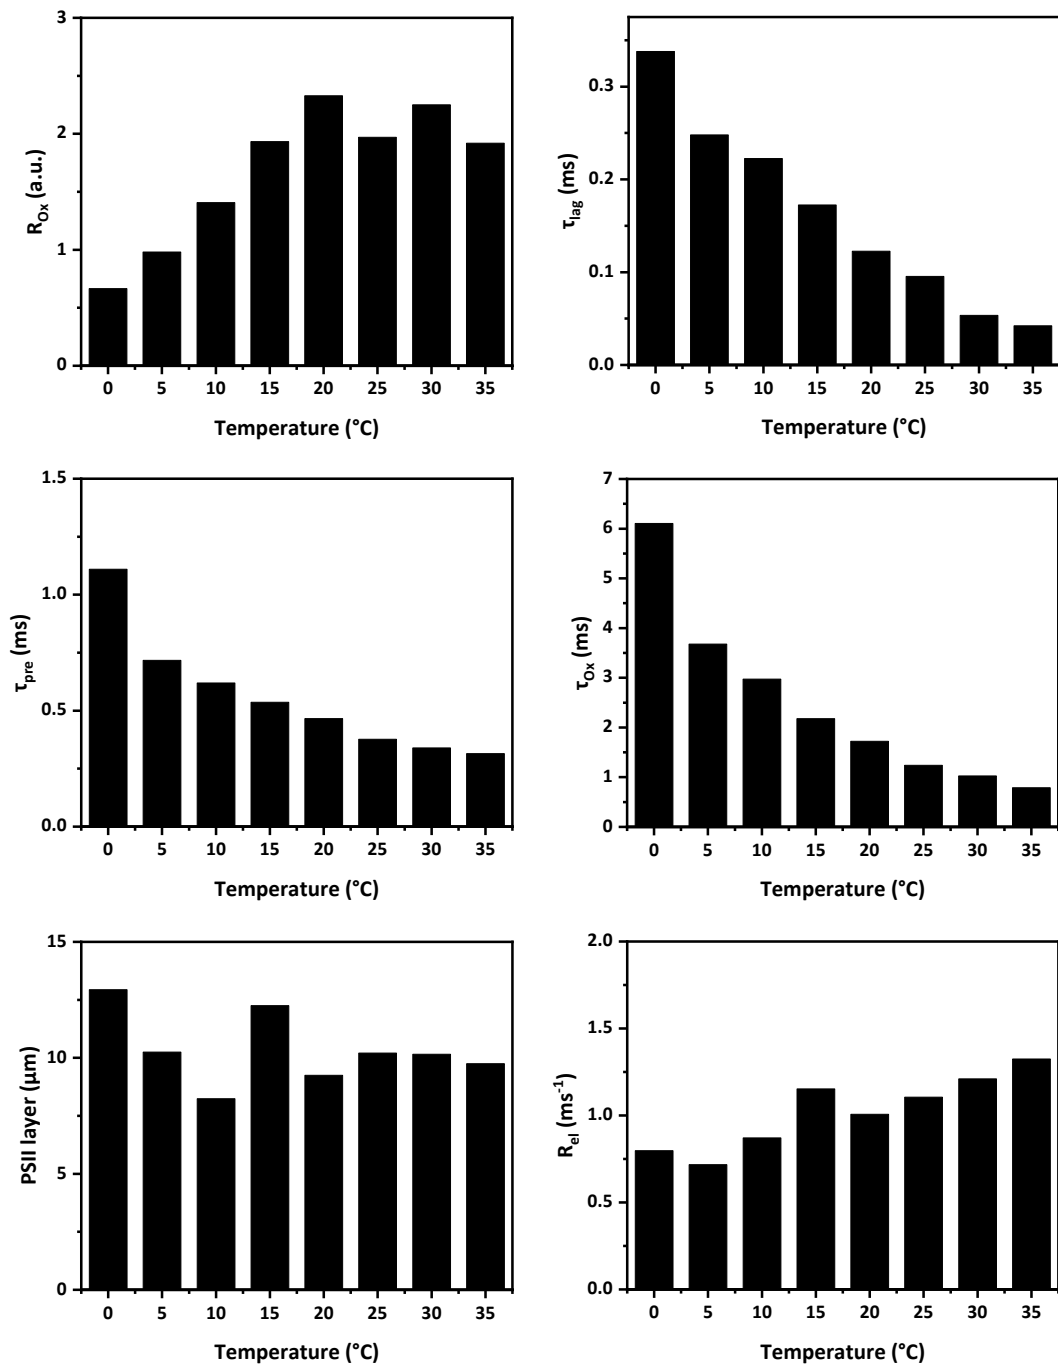 R_Ox (a.u.)
3
2
1
0
0 5 10 15 20 25 30 35
Temperature (°C)
τ_lag (ms)
0.3
0.2
0.1
0.0
0 5 10 15 20 25 30 35
Temperature (°C)
τ_pre (ms)
1.5
1.0
0.5
0.0
0 5 10 15 20 25 30 35
Temperature (°C)
τ_Ox (ms)
7
6
5
4
3
2
1
0
0 5 10 15 20 25 30 35
Temperature (°C)
PSII layer (μm)
15
10
5
0
0 5 10 15 20 25 30 35
Temperature (°C)
R_el (ms⁻¹)
2.0
1.5
1.0
0.5
0.0
0 5 10 15 20 25 30 35
Temperature (°C)